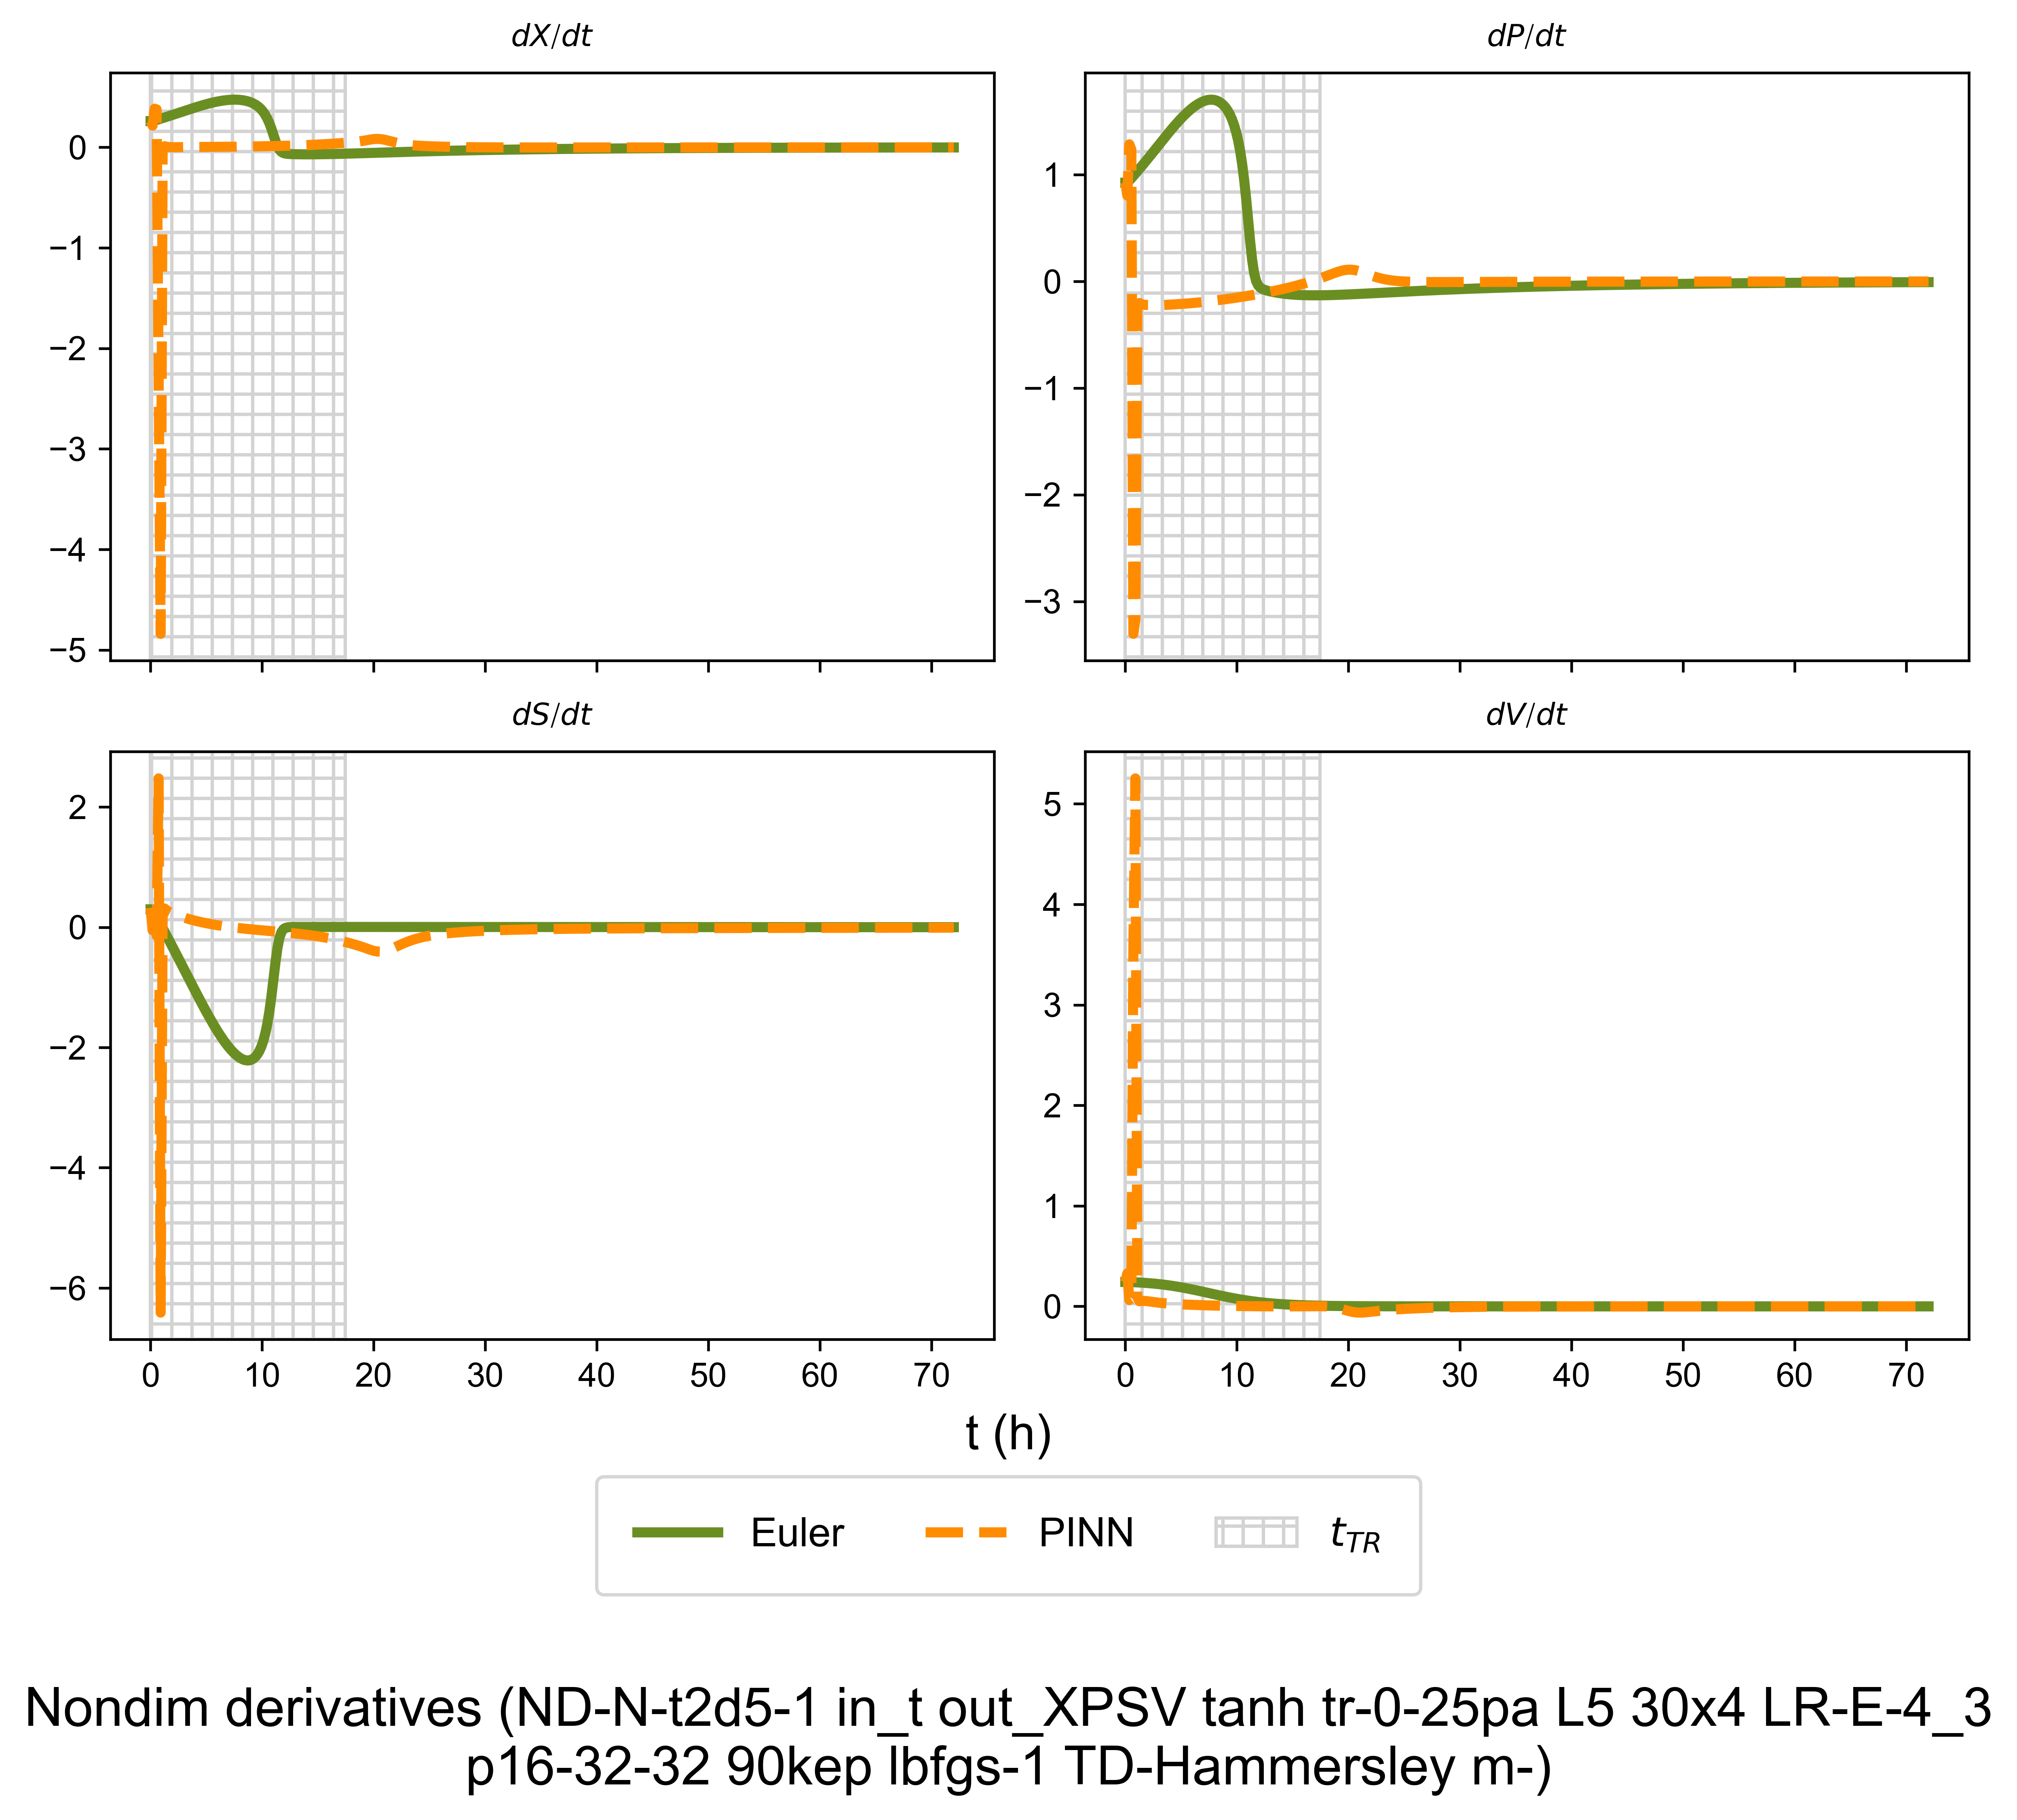 dX/dt
dP/dt
0
−1
−2
−3
−4
−5
1
0
−1
−2
−3
dS/dt
dV/dt
2
0
−2
−4
−6
5
4
3
2
1
0
0 10 20 30 40 50 60 70
0 10 20 30 40 50 60 70
t (h)
Euler PINN t_TR
Nondim derivatives (ND-N-t2d5-1 in_t out_XPSV tanh tr-0-25pa L5 30x4 LR-E-4_3
p16-32-32 90kep lbfgs-1 TD-Hammersley m-)